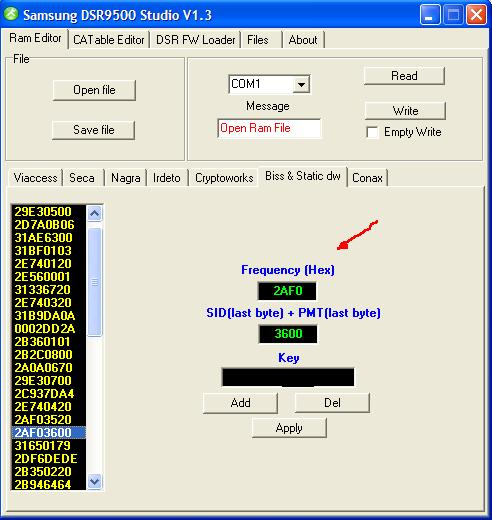 Samsung DSR9500 Studio V1.3
Ram Editor CATable Editor DSR FW Loader Files About
File
Open file
Save file
COM1
Message
Open Ram File
Read
Write
Empty Write
Viaccess Seca Nagra Irdeto Cryptoworks Biss & Static dw Conax
29E30500
2D7A0B06
31AE6300
31BF0103
2E740120
2E560001
31336720
2E740320
31B9DA0A
0002DD2A
2B360101
2B2C0800
2A0A0670
29E30700
2C937DA4
2E740420
2AF03520
2AF03600
31650179
2DF6DEDE
2B350220
2B946464
Frequency (Hex)
2AF0
SID(last byte) + PMT(last byte)
3600
Key
Add Del
Apply